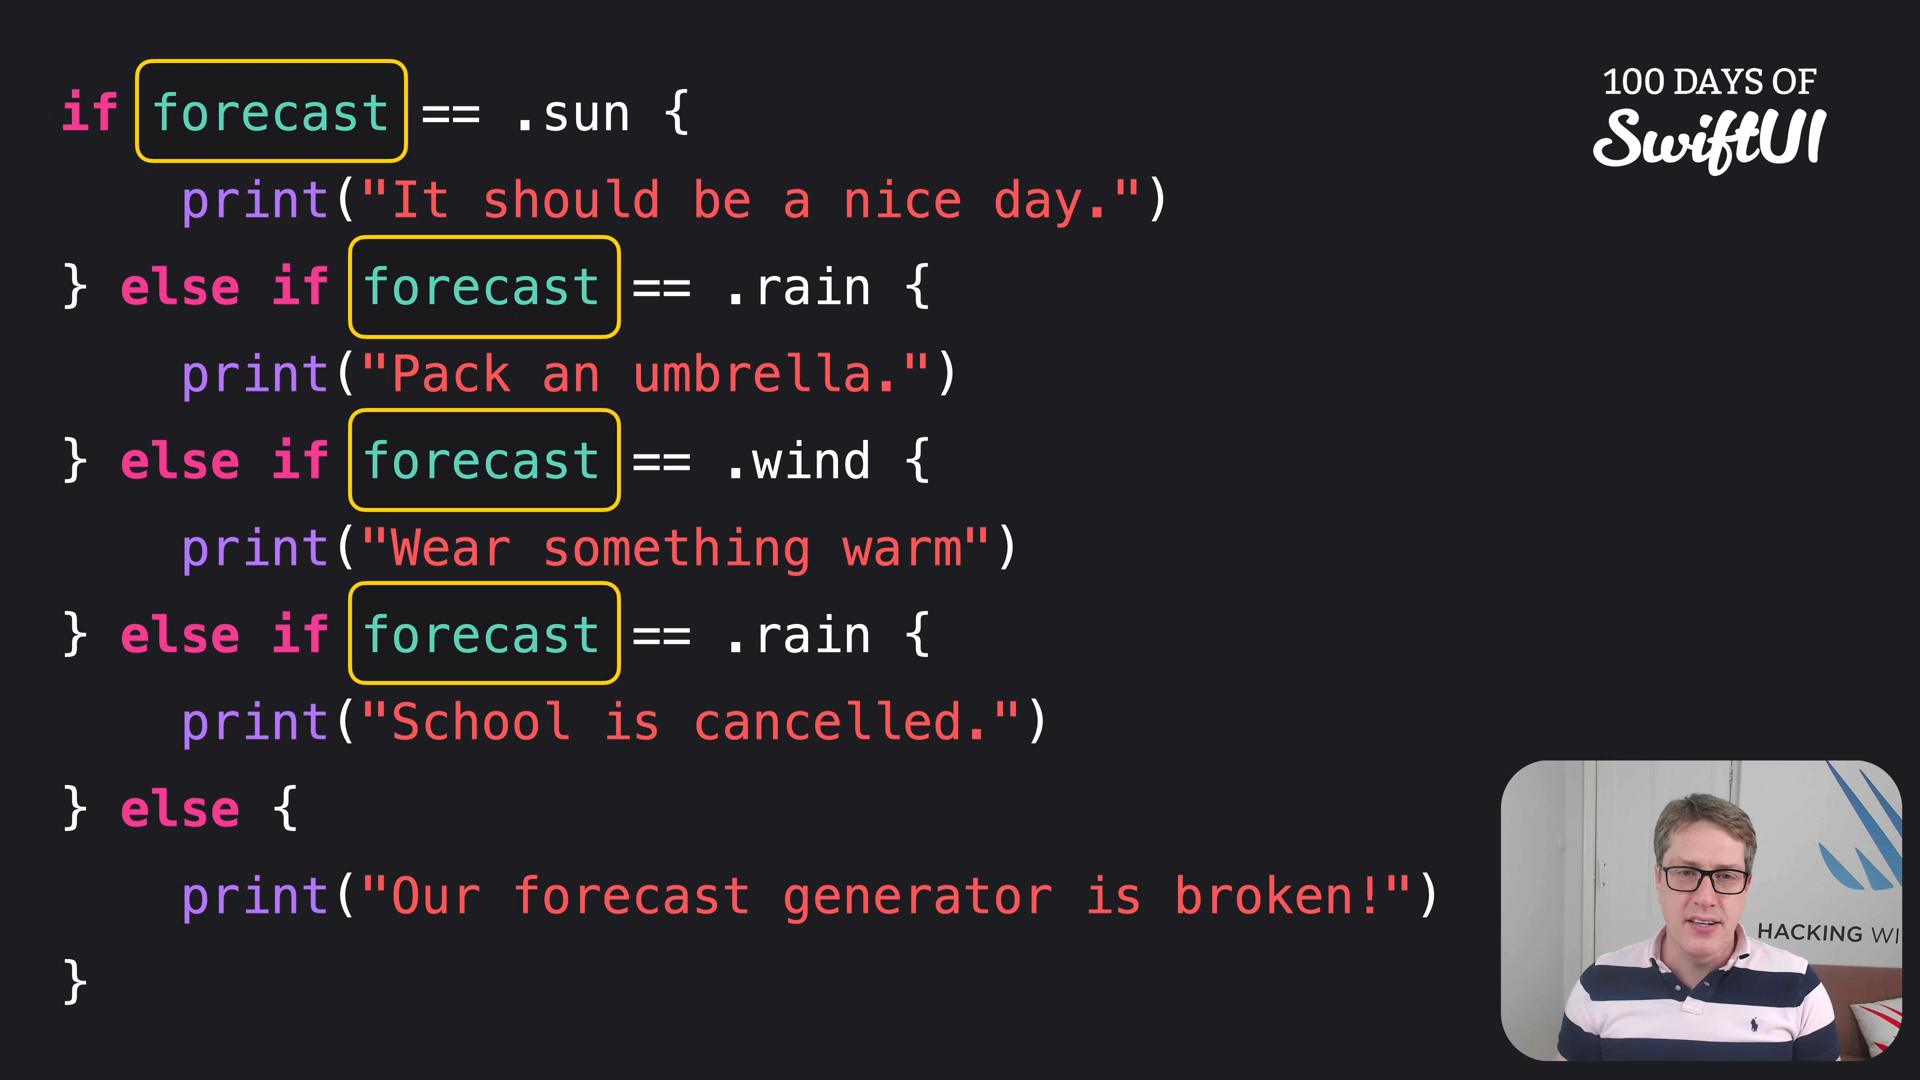 if forecast == .sun {
    print("It should be a nice day.")
} else if forecast == .rain {
    print("Pack an umbrella.")
} else if forecast == .wind {
    print("Wear something warm")
} else if forecast == .rain {
    print("School is cancelled.")
} else {
    print("Our forecast generator is broken!")
}
100 DAYS OF
SwiftUI
HACKING WI